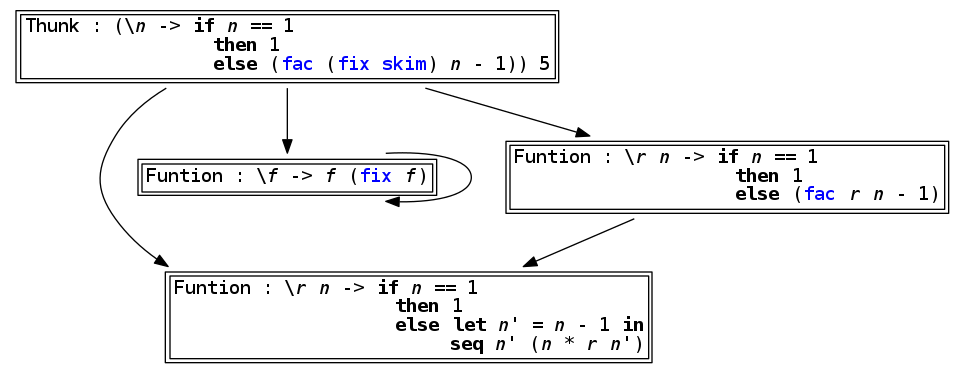 Thunk : (\n -> if n == 1
then 1
else (fac (fix skim) n - 1)) 5
Funtion : \f -> f (fix f)
Funtion : \r n -> if n == 1
then 1
else (fac r n - 1)
Funtion : \r n -> if n == 1
then 1
else let n' = n - 1 in
seq n' (n * r n')